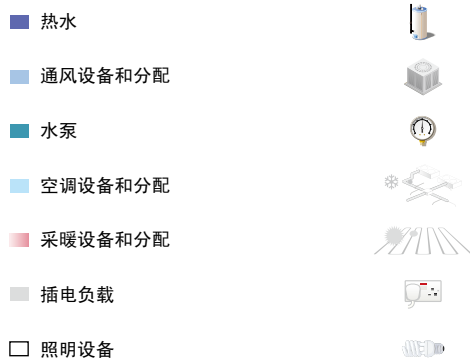 热水
通风设备和分配
水泵
空调设备和分配
采暖设备和分配
插电负载
照明设备